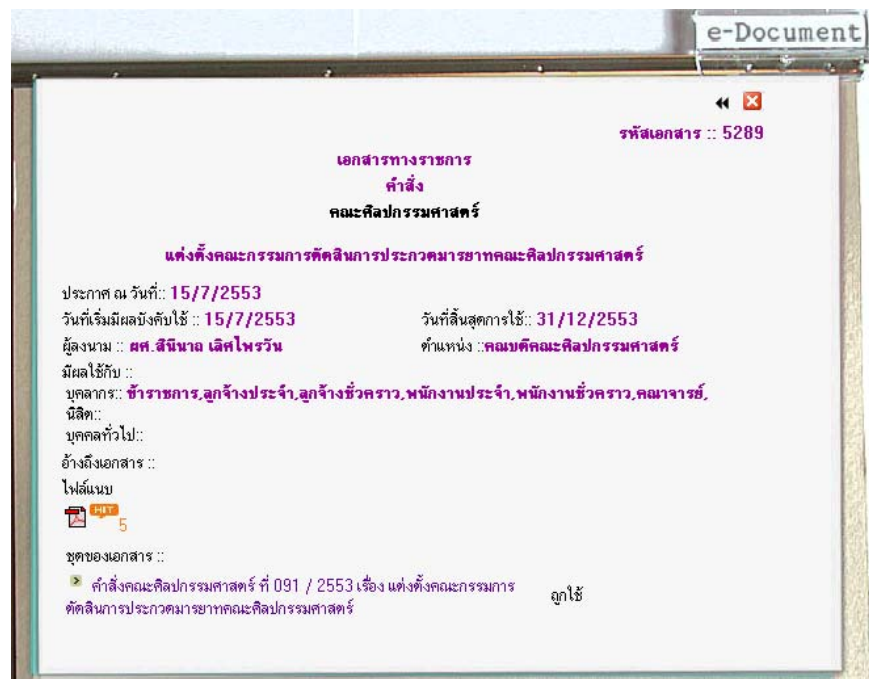 e-Document
รหัสเอกสาร :: 5289
เอกสารทางราชการ
คำสั่ง
คณะศิลปกรรมศาสตร์
แต่งตั้งคณะกรรมการตัดสินการประกวดมารยาทคณะศิลปกรรมศาสตร์
ประกาศ ณ วันที่:: 15/7/2553
วันที่เริ่มมีผลบังคับใช้ :: 15/7/2553 วันที่สิ้นสุดการใช้:: 31/12/2553
ผู้ลงนาม :: ผศ.สินีนาถ เลิศไพรวัน ตำแหน่ง ::คณบดีคณะศิลปกรรมศาสตร์
มีผลใช้กับ ::
บุคลากร:: ข้าราชการ,ลูกจ้างประจำ,ลูกจ้างชั่วคราว,พนักงานประจำ,พนักงานชั่วคราว,คณาจารย์,
นิสิต::
บุคคลทั่วไป::
อ้างถึงเอกสาร ::
ไฟล์แนบ
HIT 5
ชุดของเอกสาร ::
คำสั่งคณะศิลปกรรมศาสตร์ ที่ 091 / 2553 เรื่อง แต่งตั้งคณะกรรมการ
ตัดสินการประกวดมารยาทคณะศิลปกรรมศาสตร์ ถูกใช้